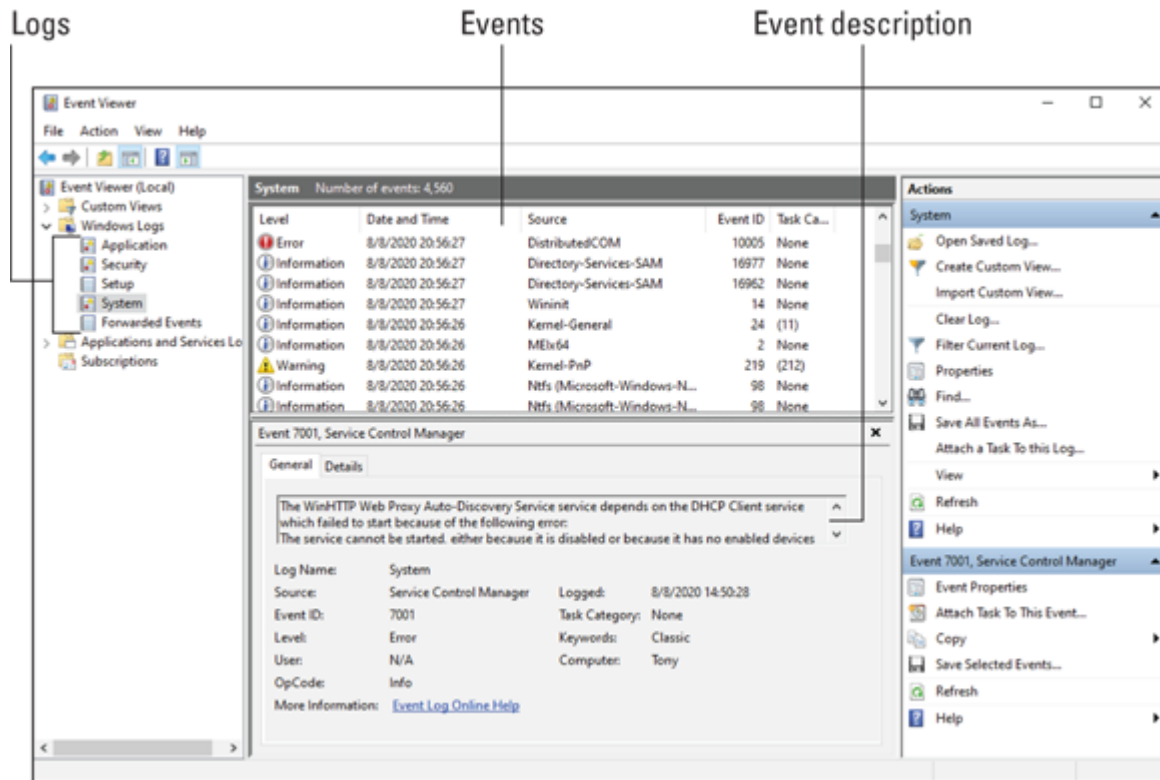 Logs Events Event description
Event Viewer
File Action View Help
Event Viewer (Local)
Custom Views
Windows Logs
Application
Security
Setup
System
Forwarded Events
Applications and Services Lo
Subscriptions
System Number of events: 4,560
Level Date and Time Source Event ID Task Ca...
Error 8/8/2020 20:56:27 DistributedCOM 10005 None
Information 8/8/2020 20:56:27 Directory-Services-SAM 16977 None
Information 8/8/2020 20:56:27 Directory-Services-SAM 16962 None
Information 8/8/2020 20:56:27 Wininit 14 None
Information 8/8/2020 20:56:26 Kernel-General 24 (11)
Information 8/8/2020 20:56:26 MEIx64 2 None
Warning 8/8/2020 20:56:26 Kernel-PnP 219 (212)
Information 8/8/2020 20:56:26 Ntfs (Microsoft-Windows-N... 98 None
Information 8/8/2020 20:56:26 Ntfs (Microsoft-Windows-N... 98 None
Event 7001, Service Control Manager
General Details
The WinHTTP Web Proxy Auto-Discovery Service service depends on the DHCP Client service
which failed to start because of the following error:
The service cannot be started, either because it is disabled or because it has no enabled devices
Log Name: System
Source: Service Control Manager Logged: 8/8/2020 14:50:28
Event ID: 7001 Task Category: None
Level: Error Keywords: Classic
User: N/A Computer: Tony
OpCode: Info
More Information: Event Log Online Help
Actions
System
Open Saved Log...
Create Custom View...
Import Custom View...
Clear Log...
Filter Current Log...
Properties
Find...
Save All Events As...
Attach a Task To this Log...
View
Refresh
Help
Event 7001, Service Control Manager
Event Properties
Attach Task To This Event...
Copy
Save Selected Events...
Refresh
Help